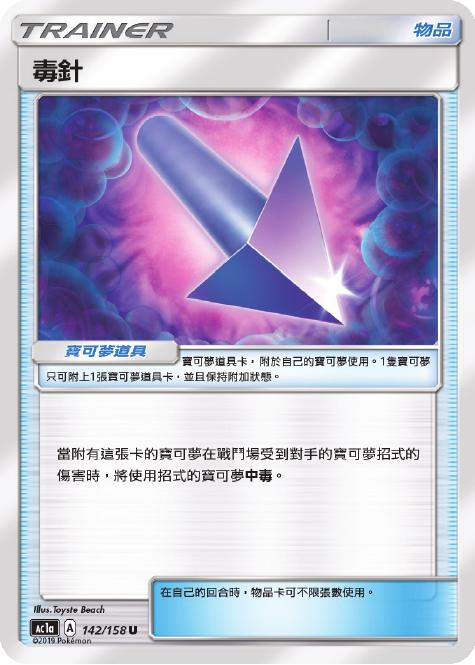 TRAINER
物品
毒針
寶可夢道具
寶可夢道具卡，附於自己的寶可夢使用。1隻寶可夢
只可附上1張寶可夢道具卡，並且保持附加狀態。
當附有這張卡的寶可夢在戰鬥場受到對手的寶可夢招式的
傷害時，將使用招式的寶可夢中毒。
在自己的回合時，物品卡可不限張數使用。
Illus.Toyste Beach
AC1a A 142/158 U
©2019 Pokémon